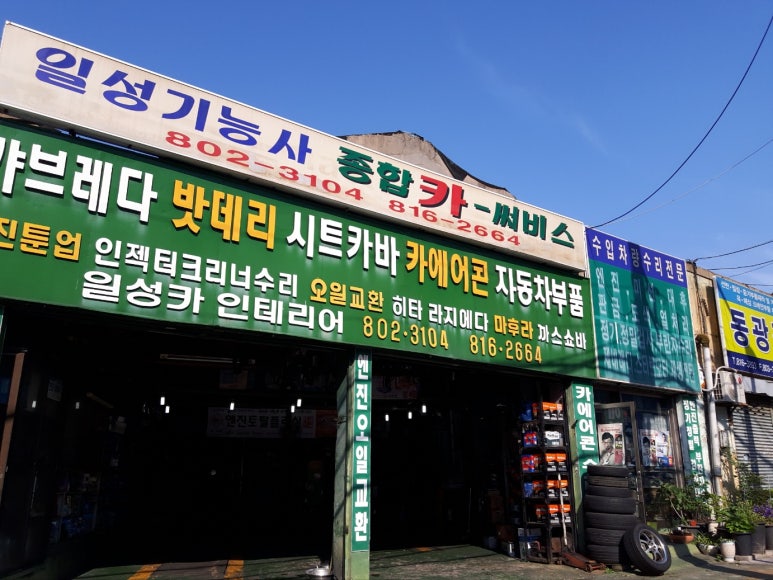 일성기능사 종합카-써비스
802-3104 816-2664
캬브레다 밧데리 시트카바 카에어콘 자동차부품
진툰업 인젝터크리너수리 오일교환 히타 라지에다 마후라 까스쇼바
일성카 인테리어 802-3104 816-2664
수입차량수리전문
동광
엔진오일교환
카에어콘